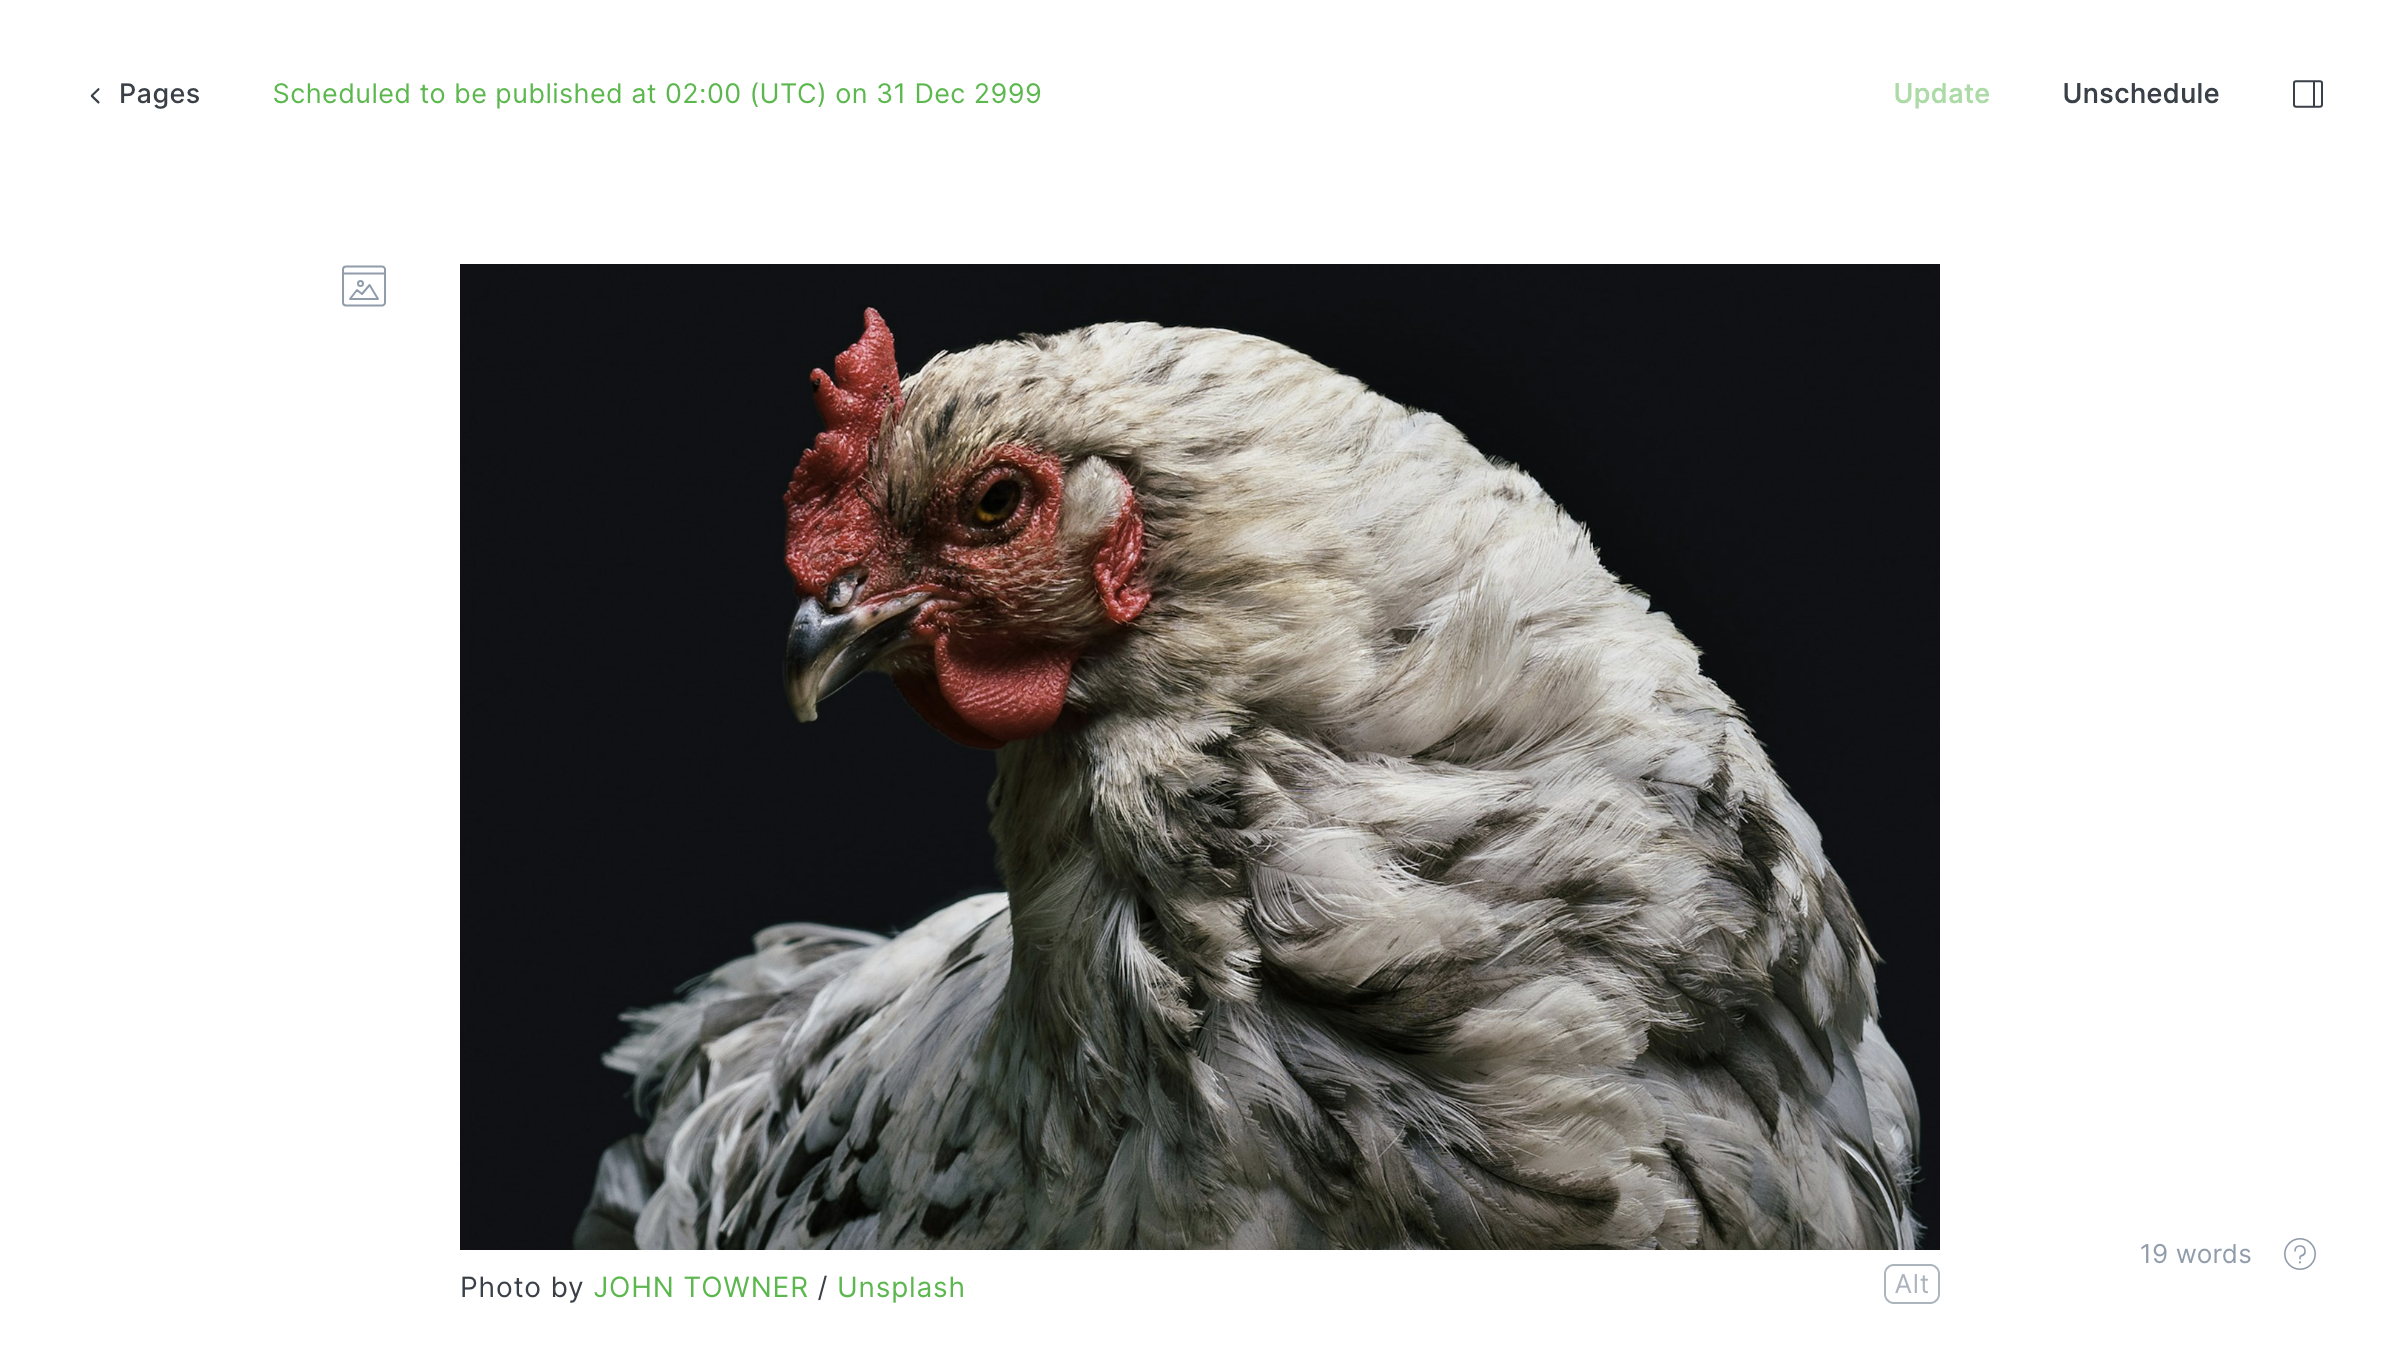 Pages
Scheduled to be published at 02:00 (UTC) on 31 Dec 2999
Update
Unschedule
19 words
Photo by JOHN TOWNER / Unsplash
Alt